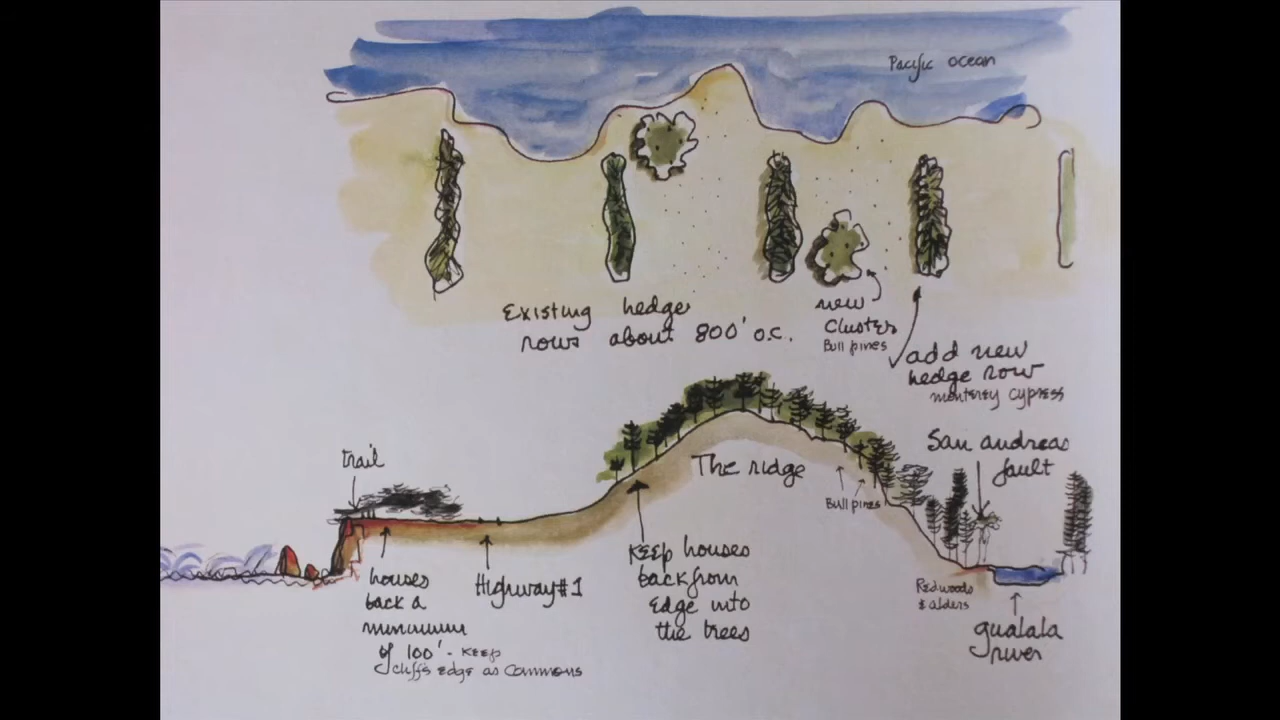 Pacific ocean
Existing hedge
rows about 800' o.c.
new
cluster
Bull pines
add new
hedge row
monterey cypress
San andreas
fault
trail
The ridge
Bull pines
houses
back a
minimum
of 100' - KEEP
cliffs edge as commons
Highway #1
KEEP houses
back from
Edge into
the trees
Redwoods
& alders
gualala
river